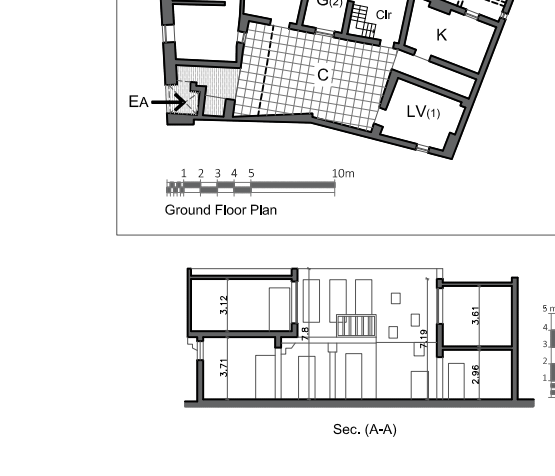 G(2)
Clr
K
C
EA
LV(1)
1 2 3 4 5 10m
Ground Floor Plan
3.12
3.61
7.8
7.19
3.71
2.96
5 m
4
3
2
1
Sec. (A-A)